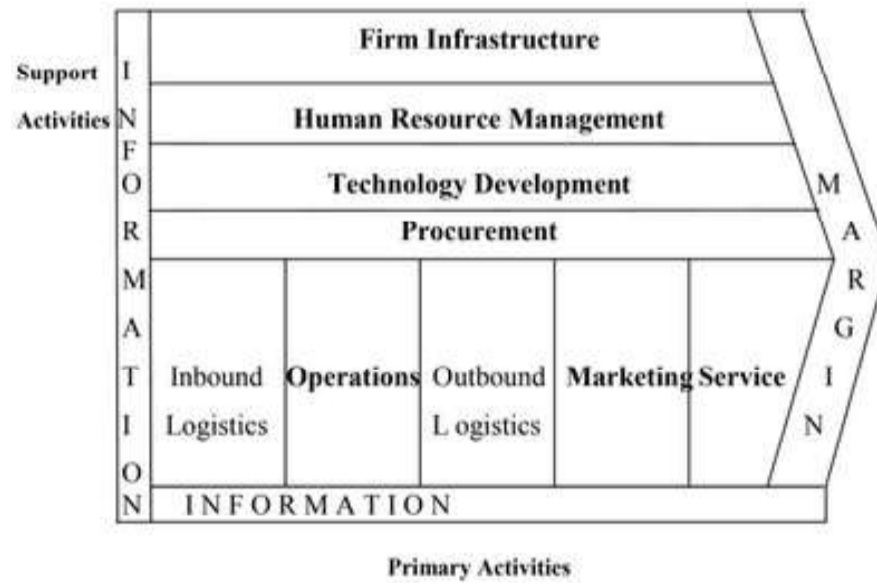 Firm Infrastructure
Support
Activities
Human Resource Management
Technology Development
Procurement
INFORMATION
Inbound
Logistics
Operations
Outbound
L ogistics
Marketing
Service
MARGIN
INFORMATION
Primary Activities